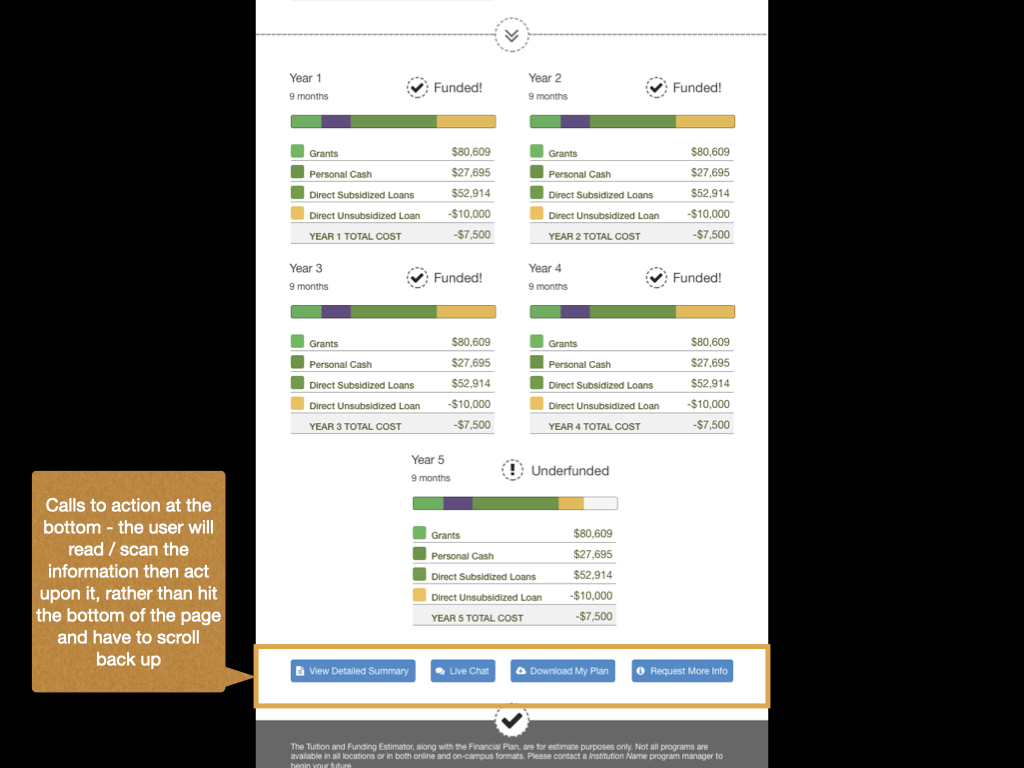 Year 1
9 months
Funded!
Grants $80,609
Personal Cash $27,695
Direct Subsidized Loans $52,914
Direct Unsubsidized Loan -$10,000
YEAR 1 TOTAL COST -$7,500
Year 2
9 months
Funded!
Grants $80,609
Personal Cash $27,695
Direct Subsidized Loans $52,914
Direct Unsubsidized Loan -$10,000
YEAR 2 TOTAL COST -$7,500
Year 3
9 months
Funded!
Grants $80,609
Personal Cash $27,695
Direct Subsidized Loans $52,914
Direct Unsubsidized Loan -$10,000
YEAR 3 TOTAL COST -$7,500
Year 4
9 months
Funded!
Grants $80,609
Personal Cash $27,695
Direct Subsidized Loans $52,914
Direct Unsubsidized Loan -$10,000
YEAR 4 TOTAL COST -$7,500
Year 5
9 months
Underfunded
Grants $80,609
Personal Cash $27,695
Direct Subsidized Loans $52,914
Direct Unsubsidized Loan -$10,000
YEAR 5 TOTAL COST -$7,500
Calls to action at the
bottom - the user will
read / scan the
information then act
upon it, rather than hit
the bottom of the page
and have to scroll
back up
View Detailed Summary
Live Chat
Download My Plan
Request More Info
The Tuition and Funding Estimator, along with the Financial Plan, are for estimate purposes only. Not all programs are
available in all locations or in both online and on-campus formats. Please contact a Institution Name program manager to
begin your future.